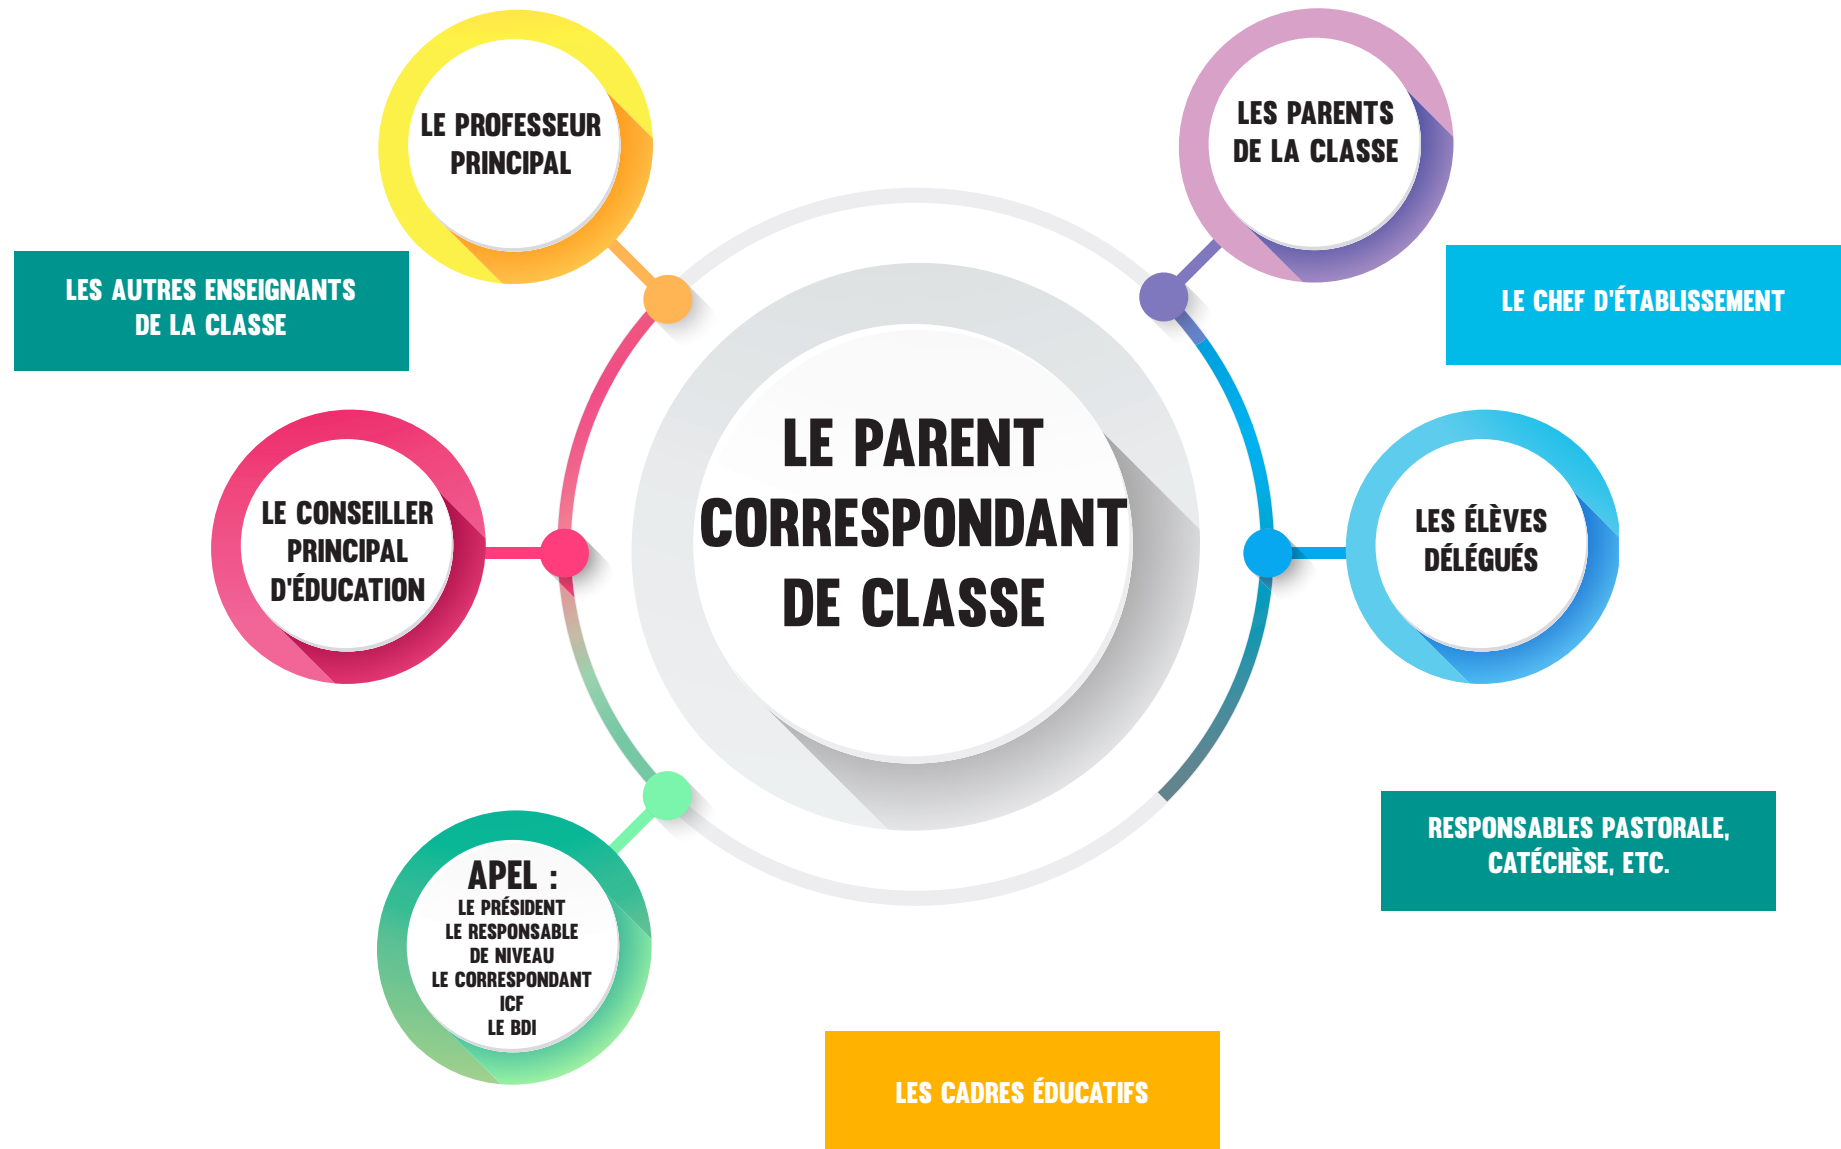 LE PROFESSEUR
PRINCIPAL
LES PARENTS
DE LA CLASSE
LES AUTRES ENSEIGNANTS
DE LA CLASSE
LE CHEF D'ÉTABLISSEMENT
LE PARENT
CORRESPONDANT
DE CLASSE
LE CONSEILLER
PRINCIPAL
D'ÉDUCATION
LES ÉLÈVES
DÉLÉGUÉS
RESPONSABLES PASTORALE,
CATÉCHÈSE, ETC.
APEL :
LE PRÉSIDENT
LE RESPONSABLE
DE NIVEAU
LE CORRESPONDANT
ICF
LE BDI
LES CADRES ÉDUCATIFS